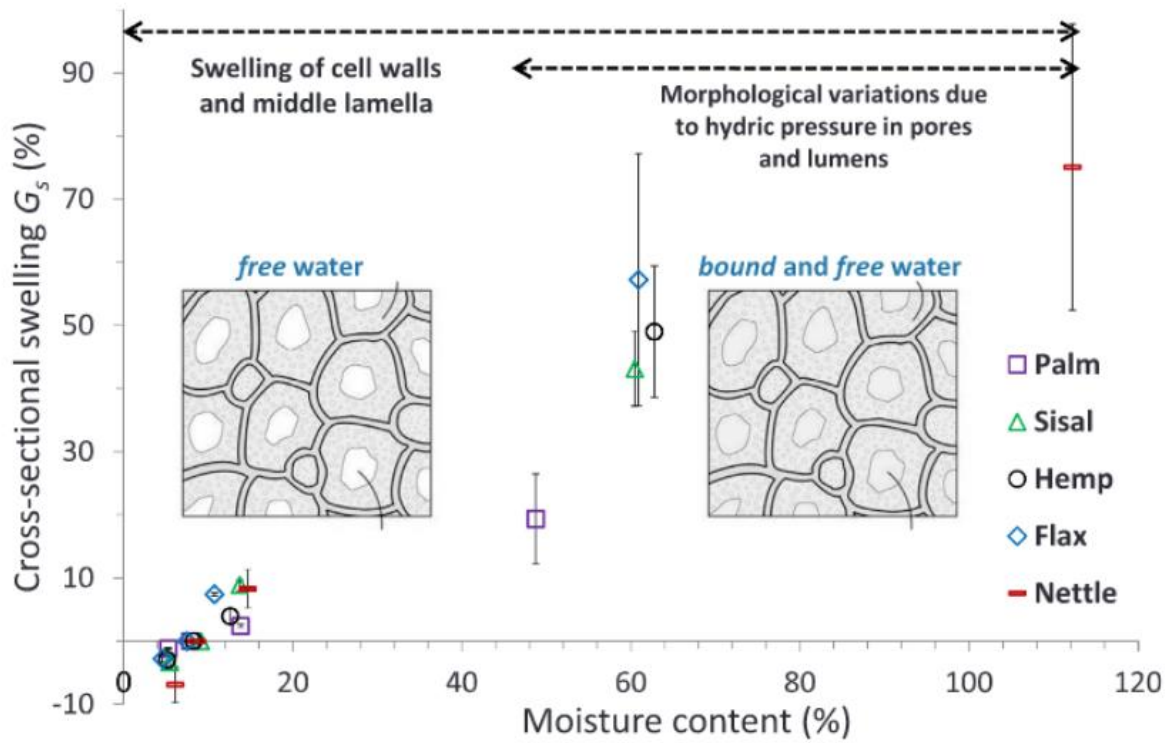 90
70
50
30
10
-10
Cross-sectional swelling Gs (%)
Swelling of cell walls
and middle lamella
Morphological variations due
to hydric pressure in pores
and lumens
free water
bound and free water
Palm
Sisal
Hemp
Flax
Nettle
0
20
40
60
80
100
120
Moisture content (%)